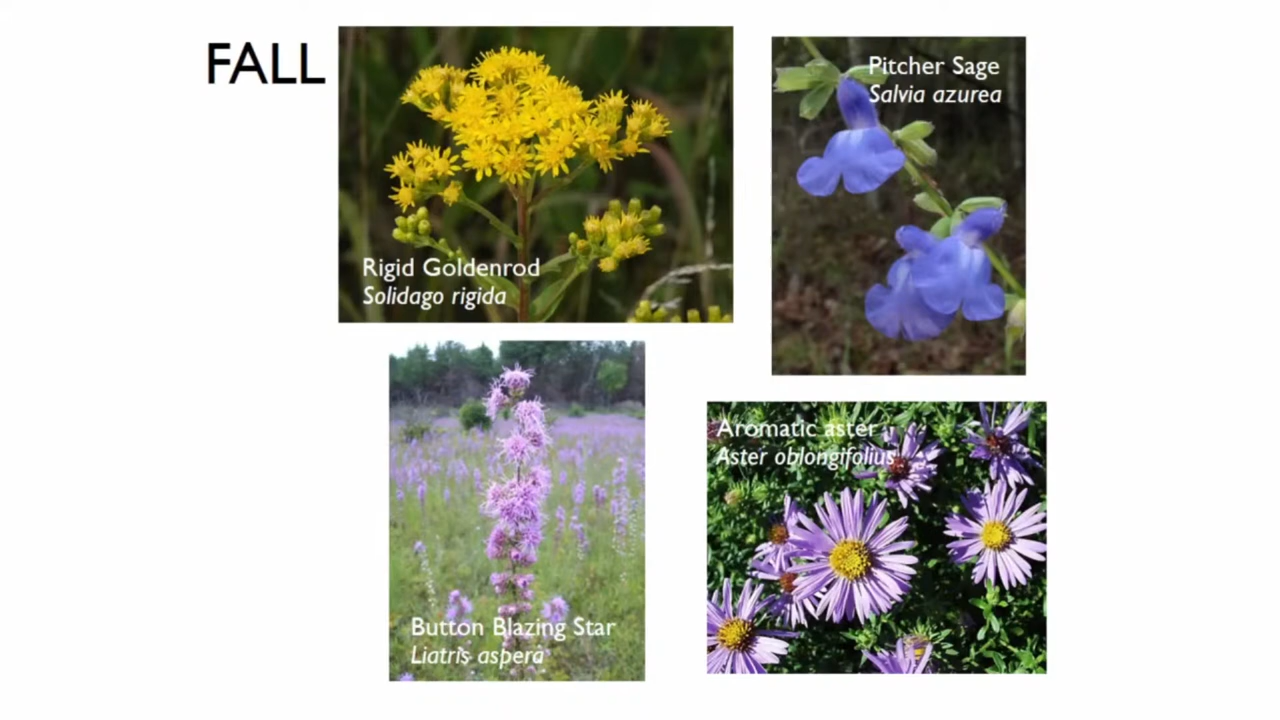 FALL
Rigid Goldenrod
Solidago rigida
Pitcher Sage
Salvia azurea
Button Blazing Star
Liatris aspera
Aromatic aster
Aster oblongifolius